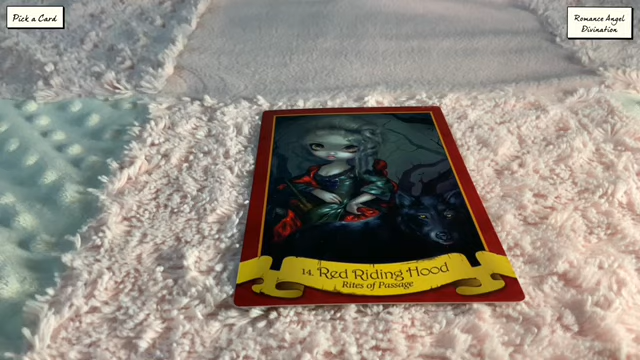 Pick a Card
Romance Angel
Divination
14. Red Riding Hood
Rites of Passage